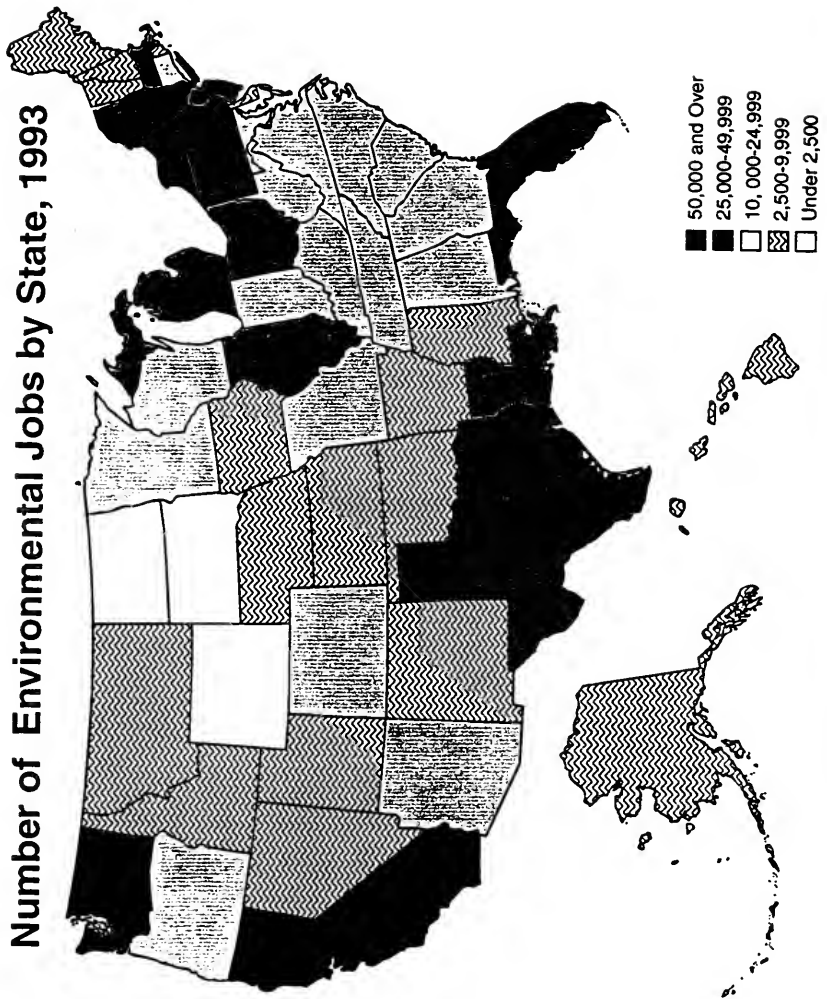 Number of Environmental Jobs by State, 1993
50,000 and Over
25,000-49,999
10, 000-24,999
2,500-9,999
Under 2,500